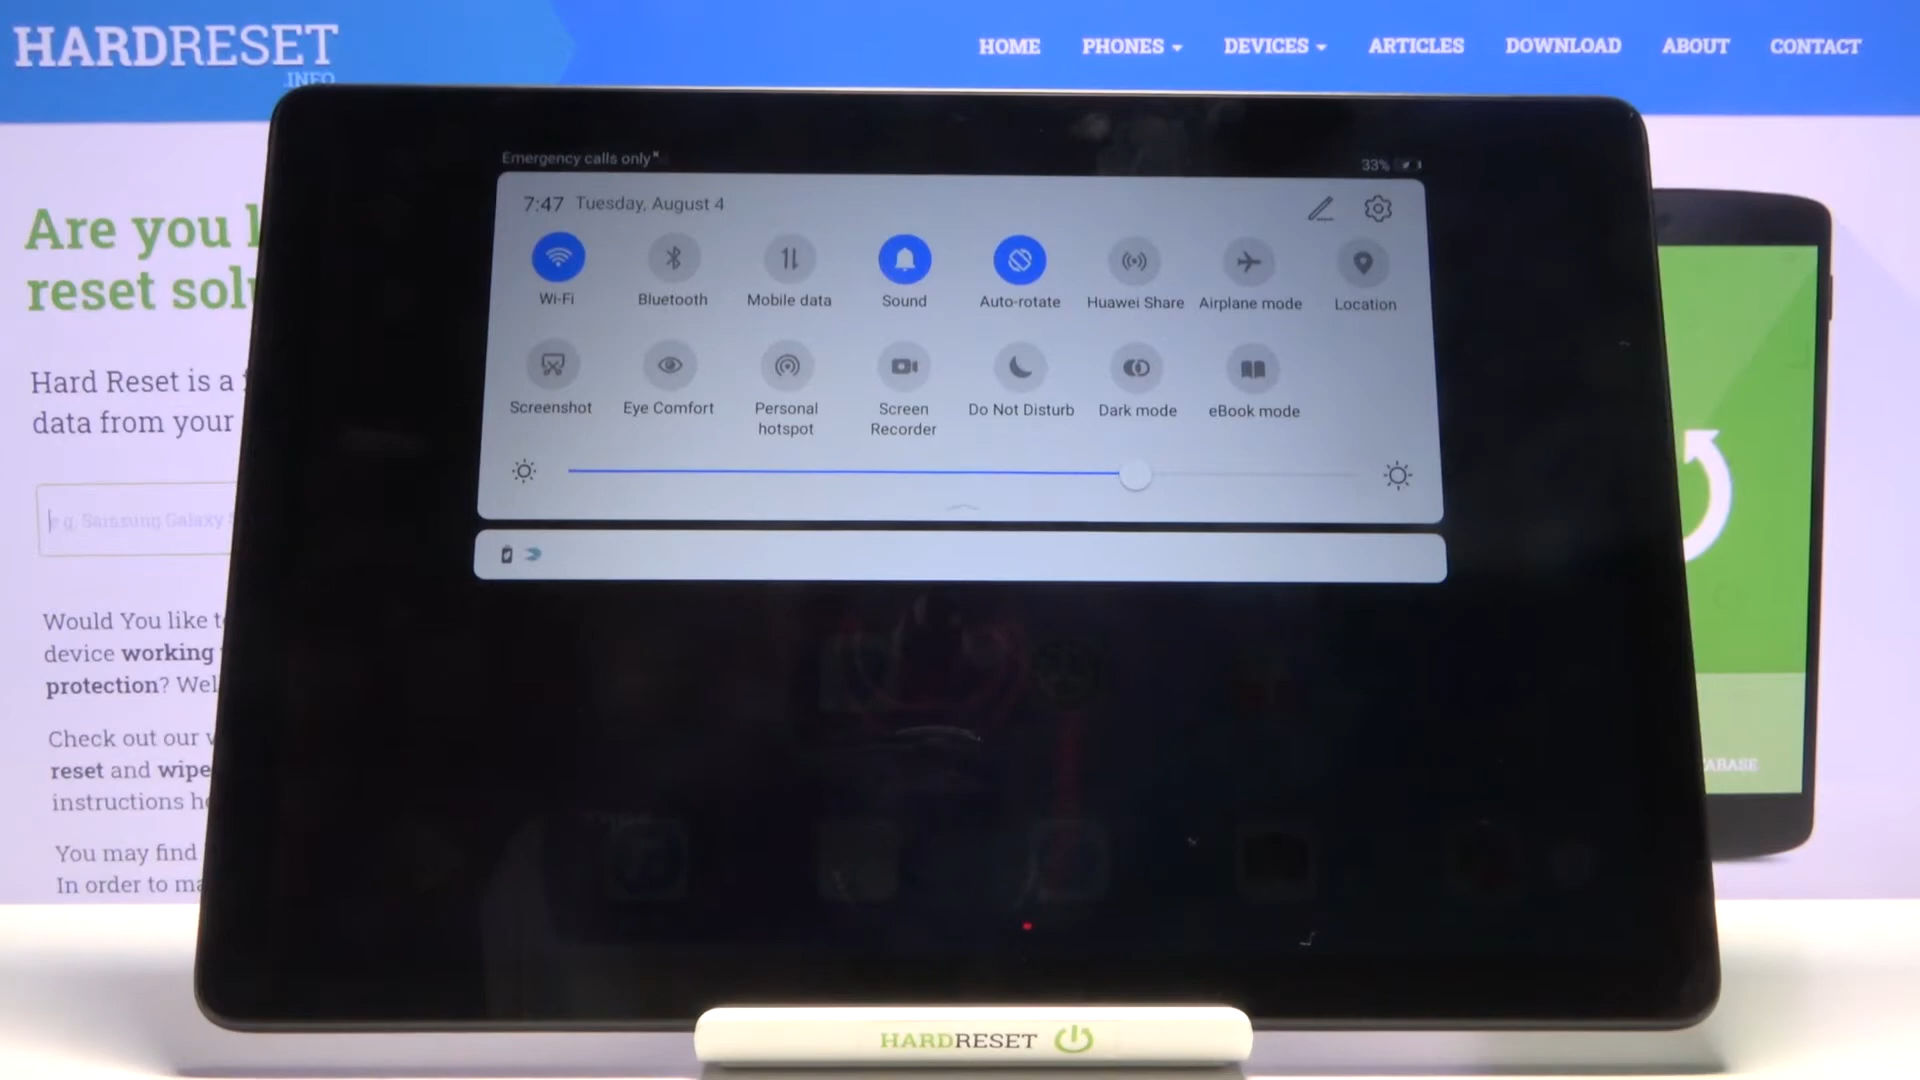 HARDRESET
.INFO
HOME PHONES DEVICES ARTICLES DOWNLOAD ABOUT CONTACT
Are you
reset
Hard Reset is a
data from your
e.g. Samsung Galaxy
Would You like
device working
protection?
Check out our
reset and wipe
instructions
You may find
In order to
Emergency calls only
33%
7:47 Tuesday, August 4
Wi-Fi Bluetooth Mobile data Sound Auto-rotate Huawei Share Airplane mode Location
Screenshot Eye Comfort Personal hotspot Screen Recorder Do Not Disturb Dark mode eBook mode
HARDRESET